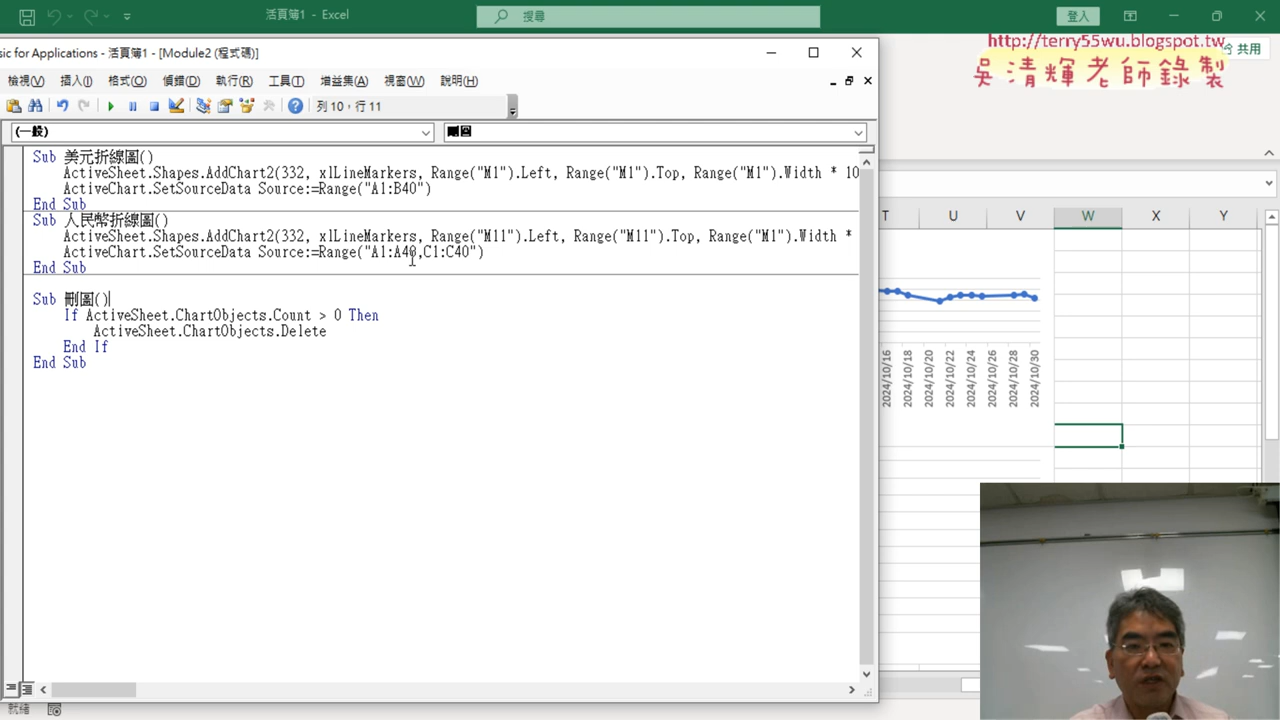 活頁簿1 - Excel
搜尋
登入
http://terry55wu.blogspot.tw
吳清輝老師錄製
共用
sic for Applications - 活頁簿1 - [Module2 (程式碼)]
檢視(V) 插入(I) 格式(O) 偵錯(D) 執行(R) 工具(T) 增益集(A) 視窗(W) 說明(H)
列 10，行 11
(一般)
刪圖
Sub 美元折線圖()
ActiveSheet.Shapes.AddChart2(332, xlLineMarkers, Range("M1").Left, Range("M1").Top, Range("M1").Width * 10
ActiveChart.SetSourceData Source:=Range("A1:B40")
End Sub
Sub 人民幣折線圖()
ActiveSheet.Shapes.AddChart2(332, xlLineMarkers, Range("M11").Left, Range("M11").Top, Range("M1").Width *
ActiveChart.SetSourceData Source:=Range("A1:A40,C1:C40")
End Sub
Sub 刪圖()
If ActiveSheet.ChartObjects.Count > 0 Then
ActiveSheet.ChartObjects.Delete
End If
End Sub
T U V W X Y
2024/10/16
2024/10/18
2024/10/20
2024/10/22
2024/10/24
2024/10/26
2024/10/28
2024/10/30
就緒